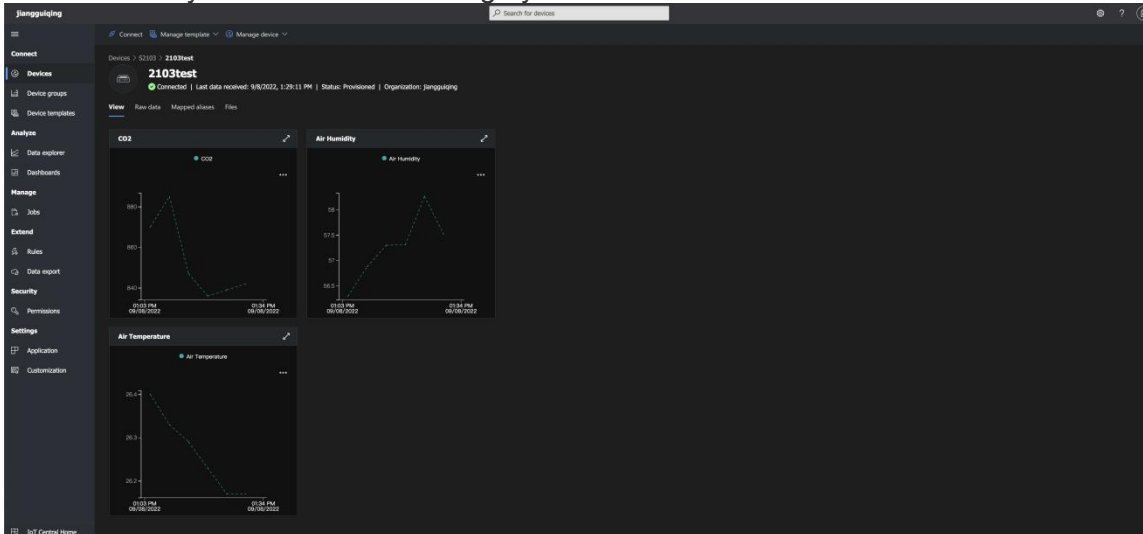 jiangguiqing
Search for devices
?
Connect
Manage template
Manage device
Connect
Devices
Device groups
Device templates
Analyze
Data explorer
Dashboards
Manage
Jobs
Extend
Rules
Data export
Security
Permissions
Settings
Application
Customization
IoT Central Home
Devices > S2103 > 2103test
2103test
Connected | Last data received: 9/8/2022, 1:29:11 PM | Status: Provisioned | Organization: jiangguiqing
View Raw data Mapped aliases Files
CO2
CO2
...
880
860
840
01:03 PM 01:34 PM
09/08/2022 09/08/2022
Air Humidity
Air Humidity
...
58
57.5
57
56.5
01:03 PM 01:34 PM
09/08/2022 09/08/2022
Air Temperature
Air Temperature
...
26.4
26.3
26.2
01:03 PM 01:34 PM
09/08/2022 09/08/2022